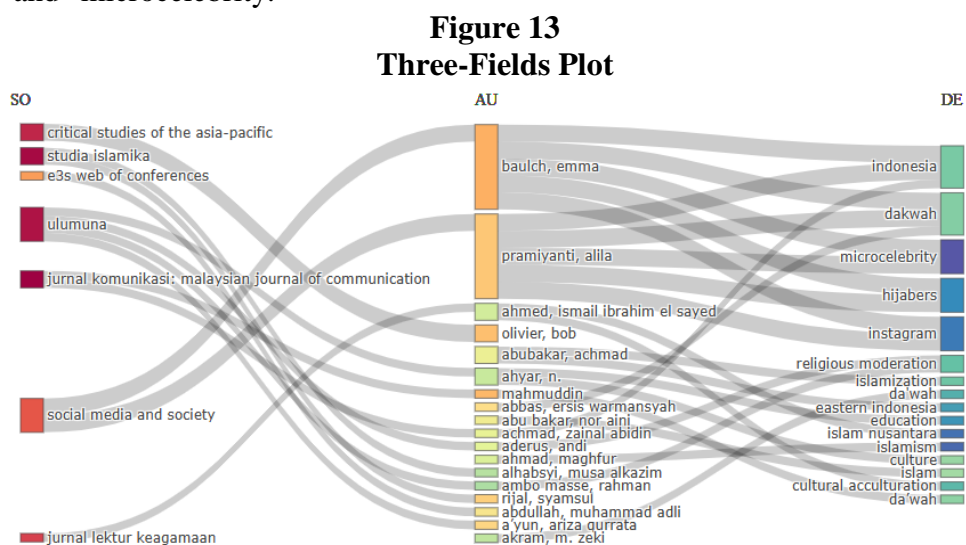 and "microcelebrity.
Figure 13
Three-Fields Plot
SO
AU
DE
critical studies of the asia-pacific
studia islamika
e3s web of conferences
ulumuna
jurnal komunikasi: malaysian journal of communication
social media and society
jurnal lektur keagamaan
baulch, emma
pramiyanti, alila
ahmed, ismail ibrahim el sayed
olivier, bob
abubakar, achmad
ahyar, n.
mahmuddin
abbas, ersis warmansyah
abu bakar, nor aini
achmad, zainal abidin
aderus, andi
ahmad, maghfur
alhabsyi, musa alkazim
ambo masse, rahman
rijal, syamsul
abdullah, muhammad adli
a'yun, ariza qurrata
akram, m. zeki
indonesia
dakwah
microcelebrity
hijabers
instagram
religious moderation
islamization
da'wah
eastern indonesia
education
islam nusantara
islamism
culture
islam
cultural acculturation
da'wah